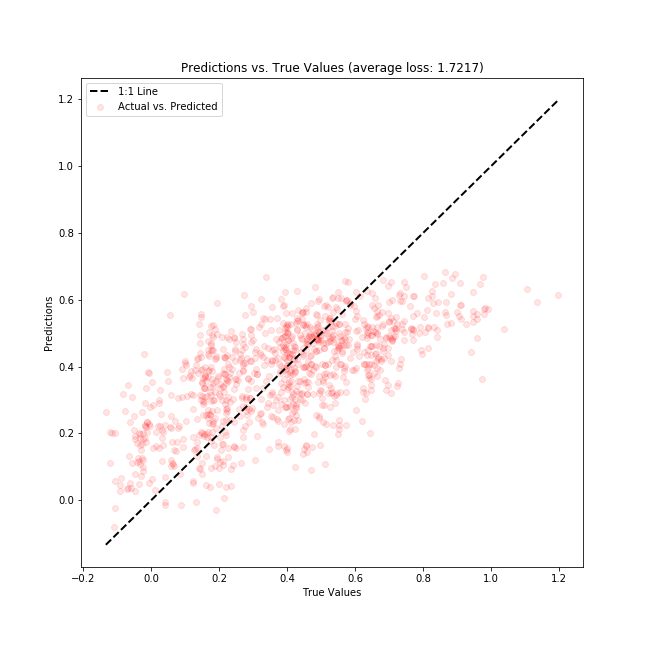 Predictions vs. True Values (average loss: 1.7217)
1:1 Line
Actual vs. Predicted
1.2
1.0
0.8
0.6
0.4
0.2
0.0
Predictions
−0.2 0.0 0.2 0.4 0.6 0.8 1.0 1.2
True Values